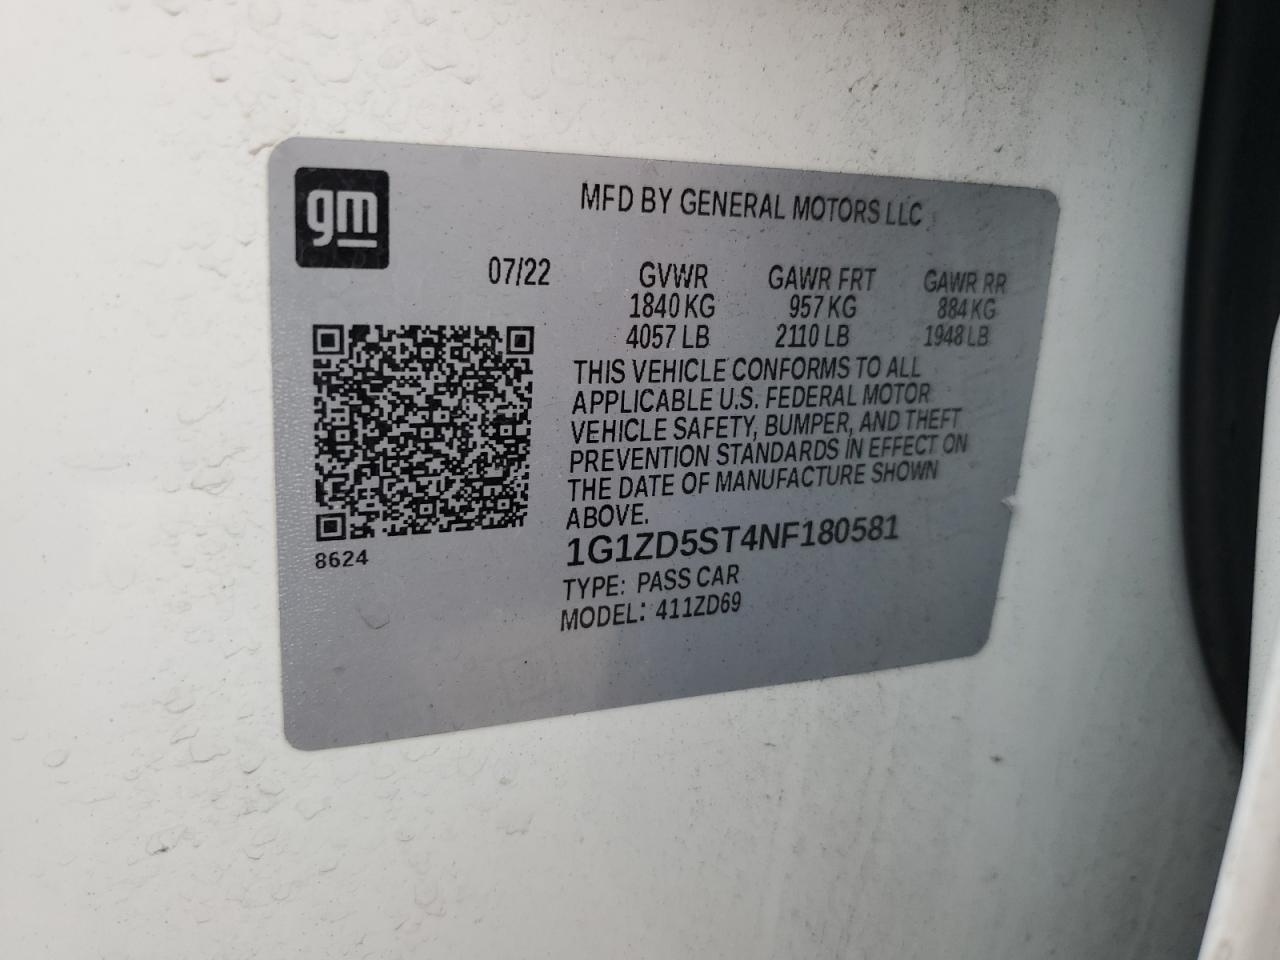 gm
MFD BY GENERAL MOTORS LLC
07/22 GVWR GAWR FRT GAWR RR
1840 KG 957 KG 884 KG
4057 LB 2110 LB 1948 LB
THIS VEHICLE CONFORMS TO ALL
APPLICABLE U.S. FEDERAL MOTOR
VEHICLE SAFETY, BUMPER, AND THEFT
PREVENTION STANDARDS IN EFFECT ON
THE DATE OF MANUFACTURE SHOWN
ABOVE.
8624
1G1ZD5ST4NF180581
TYPE: PASS CAR
MODEL: 411ZD69